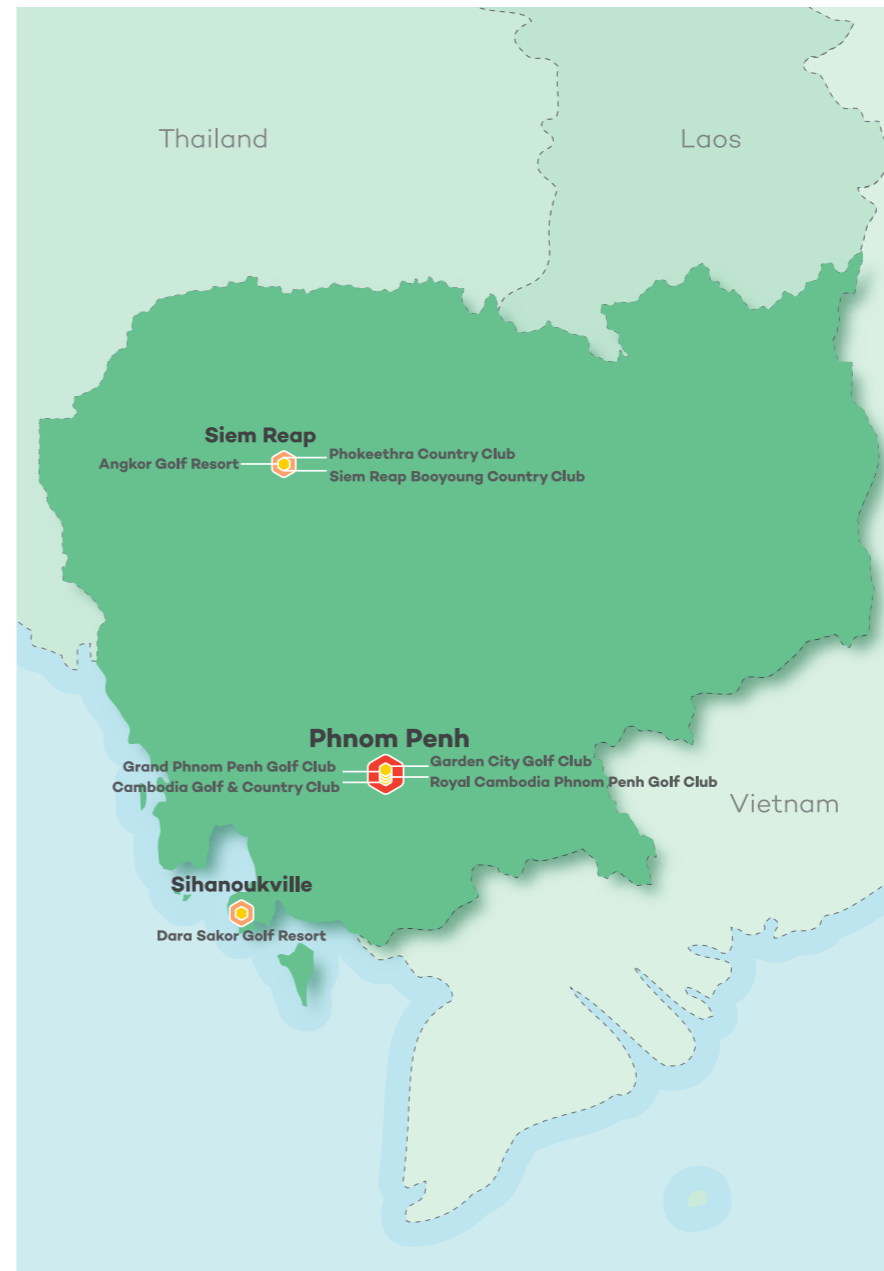 Thailand
Laos
Siem Reap
Angkor Golf Resort
Phokeethra Country Club
Siem Reap Booyoung Country Club
Phnom Penh
Grand Phnom Penh Golf Club
Cambodia Golf & Country Club
Garden City Golf Club
Royal Cambodia Phnom Penh Golf Club
Vietnam
Sihanoukville
Dara Sakor Golf Resort